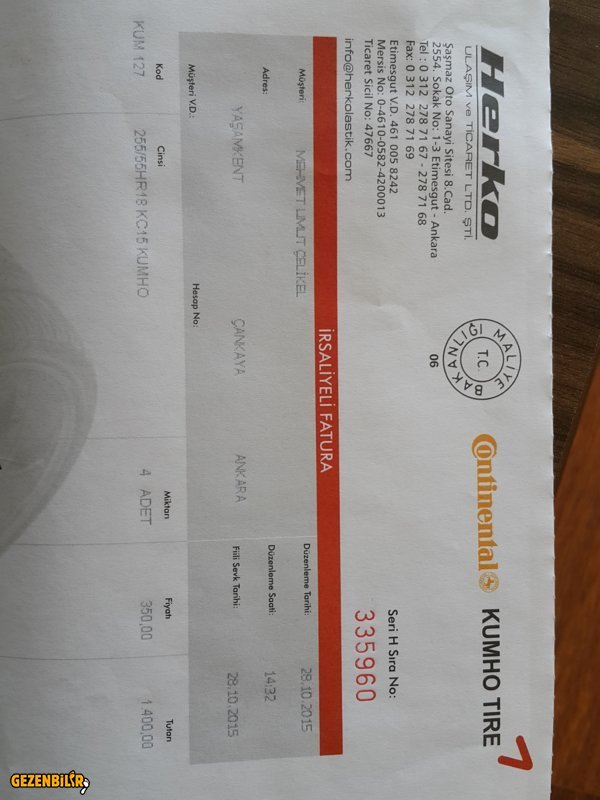 Herko
ULAŞIM ve TİCARET LTD. ŞTİ.
Şaşmaz Oto Sanayi Sitesi 8.Cad.
2554. Sokak No: 1-3 Etimesgut - Ankara
Tel : 0 312 278 71 67 - 278 71 68
Fax: 0 312 278 71 69
Etimesgut V.D. 461 005 8242
Mersis No: 0-4610-0582-4200013
Ticaret Sicil No: 47667
info@herkolastik.com
T.C.
MALİYE BAKANLIĞI
06
Continental
KUMHO TIRE
Seri H Sıra No:
335960
İRSALİYELİ FATURA
Müşteri: MEHMET UMUT ÇELİKEL
Adres: YAŞAMKENT ÇANKAYA ANKARA
Müşteri V.D.: Hesap No:
Düzenleme Tarihi: 28.10.2015
Düzenleme Saati: 14:32
Fiili Sevk Tarihi: 28.10.2015
Kod Cinsi Miktarı Fiyatı Tutarı
KUM 127 255/55HR18 KC15 KUMHO 4 ADET 350,00 1.400,00
GEZENBİLİR